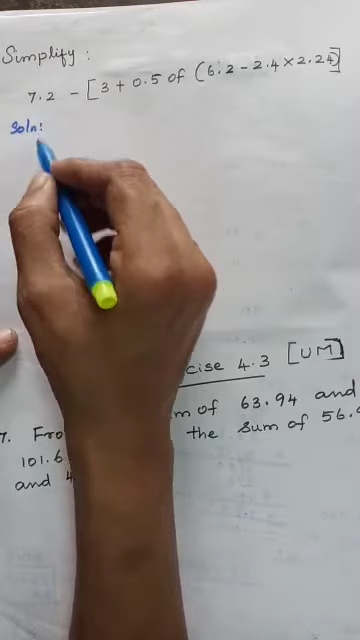 Simplify :
7.2 - [3 + 0.5 of (6.2 - 2.4 × 2.24)]
Soln:
cise 4.3 [UM]
7. Fro m of 63.94 and
101.6 the sum of 56.
and 4